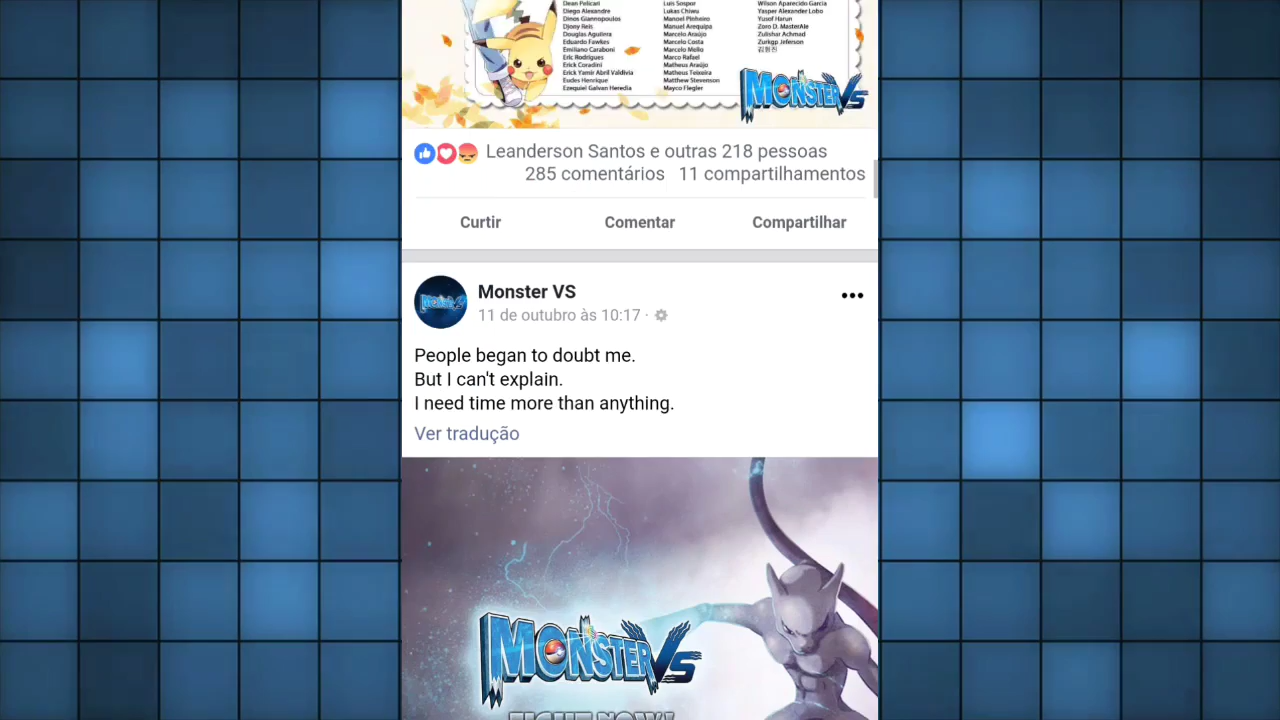 Dean Pelicari
Diego Alexandre
Dinos Giannopoulos
Djony Reis
Douglas Aguilera
Eduardo Fawkes
Emiliano Caraboni
Eric Rodrigues
Erick Coradini
Erick Yamir Abril Valdivia
Eudes Henrique
Ezequiel Galvan Heredia
Luis Sospor
Lukas Chiwu
Manoel Pinheiro
Manuel Arequipa
Marcelo Araújo
Marcelo Costa
Marcelo Mello
Marco Rafael
Matheus Araújo
Matheus Teixeira
Matthew Stevenson
Mayco Flegler
Wilson Aparecido Garcia
Yasper Alexander Lobo
Yusof Harun
Zoro D. MasterAle
Zulishar Achmad
Zurkgp Jeferson
MONSTER VS
Leanderson Santos e outras 218 pessoas
285 comentários 11 compartilhamentos
Curtir Comentar Compartilhar
Monster VS
11 de outubro às 10:17 ·
People began to doubt me.
But I can't explain.
I need time more than anything.
Ver tradução
MONSTER VS
FIGHT NOW!